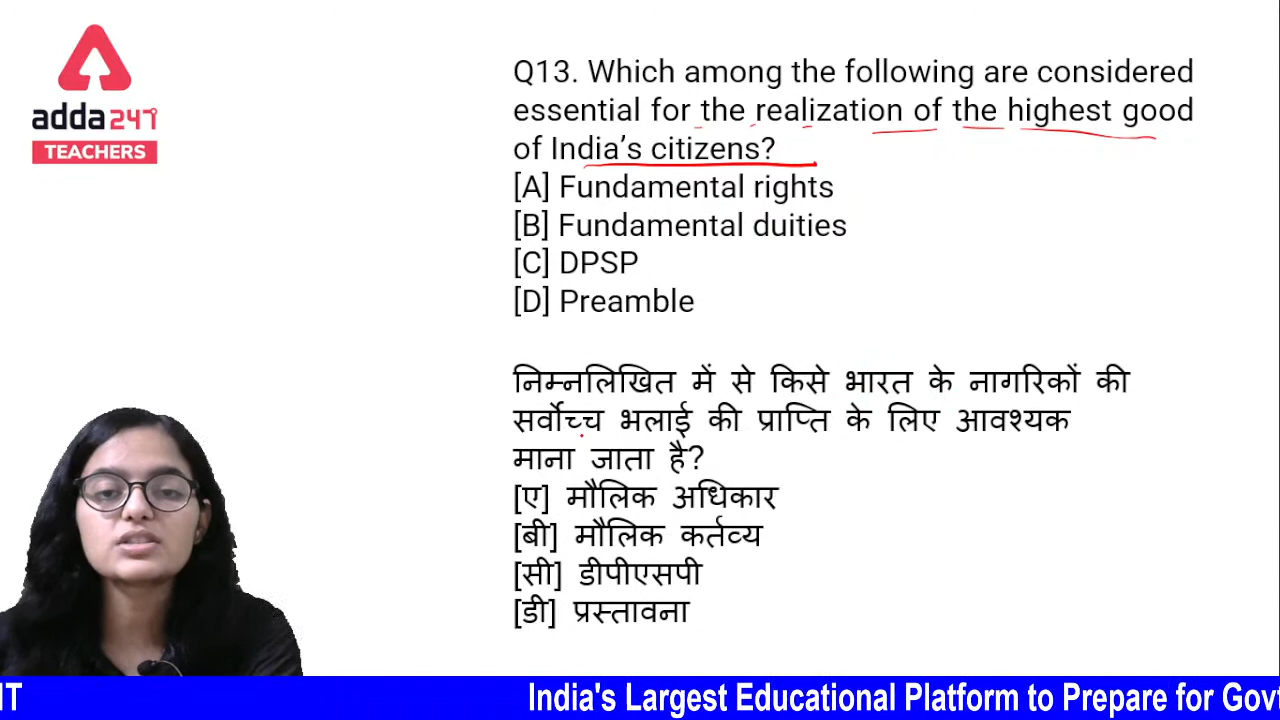 adda247
TEACHERS
Q13. Which among the following are considered
essential for the realization of the highest good
of India's citizens?
[A] Fundamental rights
[B] Fundamental duities
[C] DPSP
[D] Preamble
निम्नलिखित में से किसे भारत के नागरिकों की
सर्वोच्च भलाई की प्राप्ति के लिए आवश्यक
माना जाता है?
[ए] मौलिक अधिकार
[बी] मौलिक कर्तव्य
[सी] डीपीएसपी
[डी] प्रस्तावना
IT India's Largest Educational Platform to Prepare for Gov